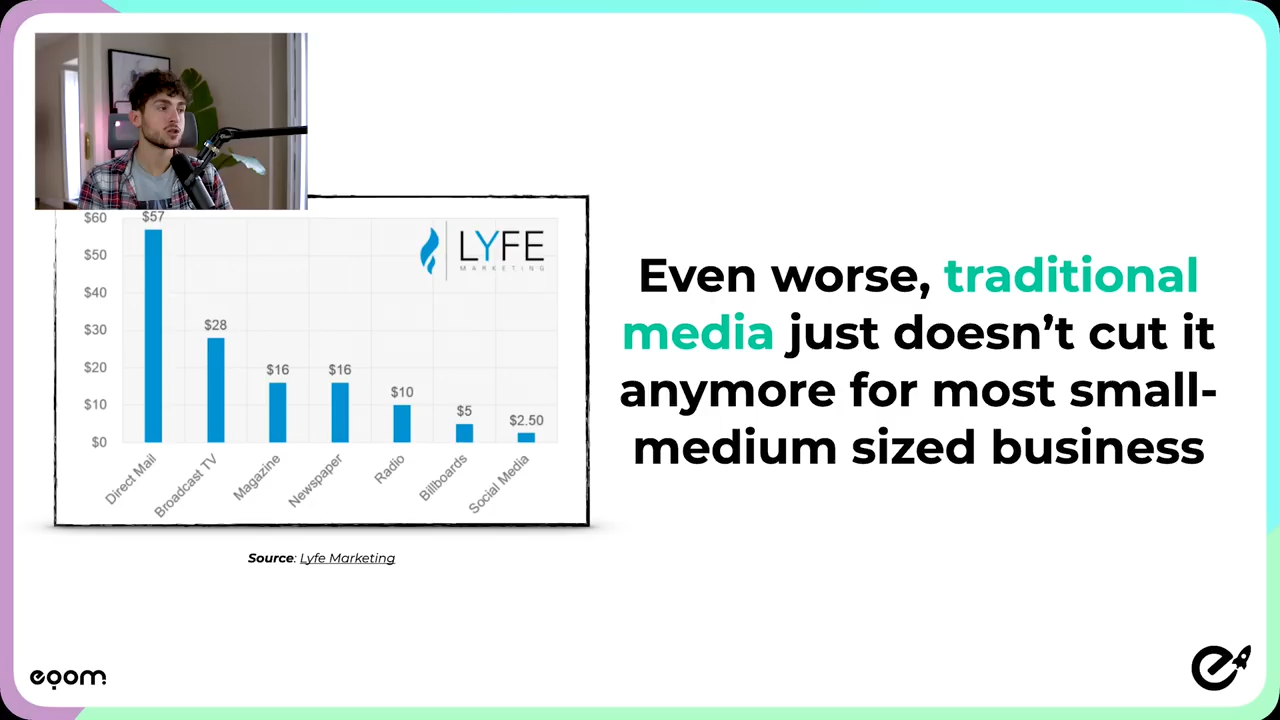 $60
$50
$40
$30
$20
$10
$0
$57
$28
$16
$16
$10
$5
$2.50
Direct Mail
Broadcast TV
Magazine
Newspaper
Radio
Billboards
Social Media
LYFE
MARKETING
Source: Lyfe Marketing
Even worse, traditional
media just doesn’t cut it
anymore for most small-
medium sized business
eqom
e